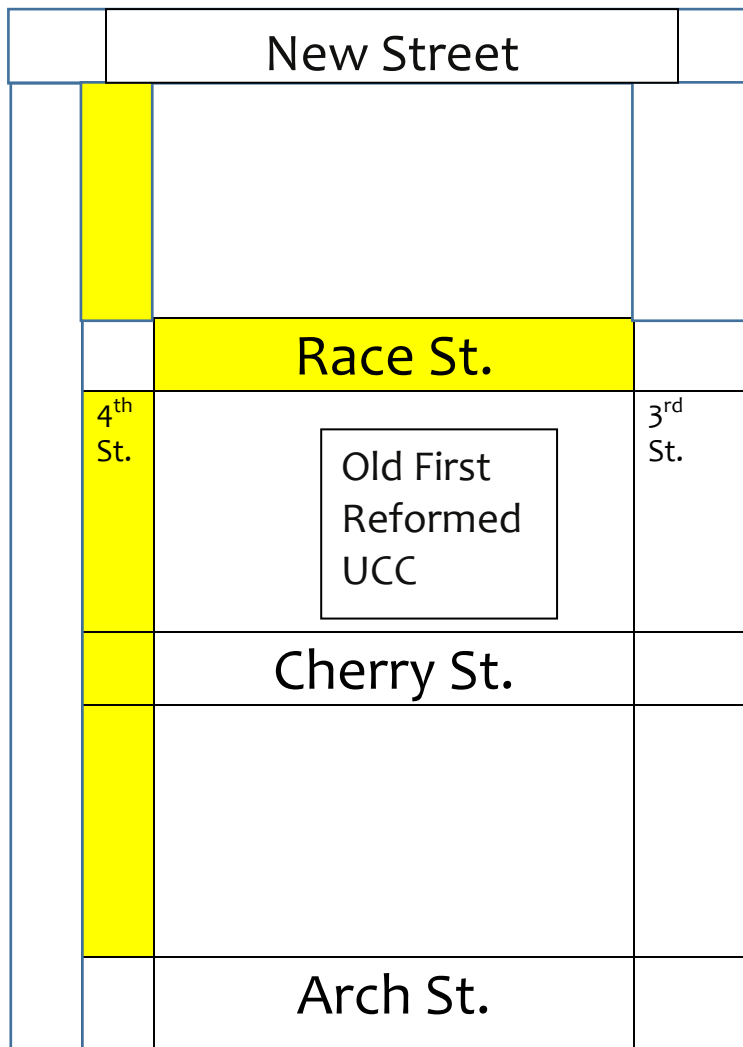 New Street
Race St.
4th
St.
3rd
St.
Old First
Reformed
UCC
Cherry St.
Arch St.